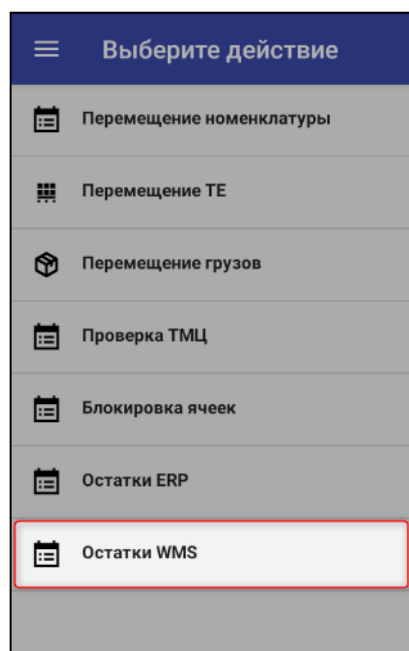 Выберите действие
Перемещение номенклатуры
Перемещение ТЕ
Перемещение грузов
Проверка ТМЦ
Блокировка ячеек
Остатки ERP
Остатки WMS